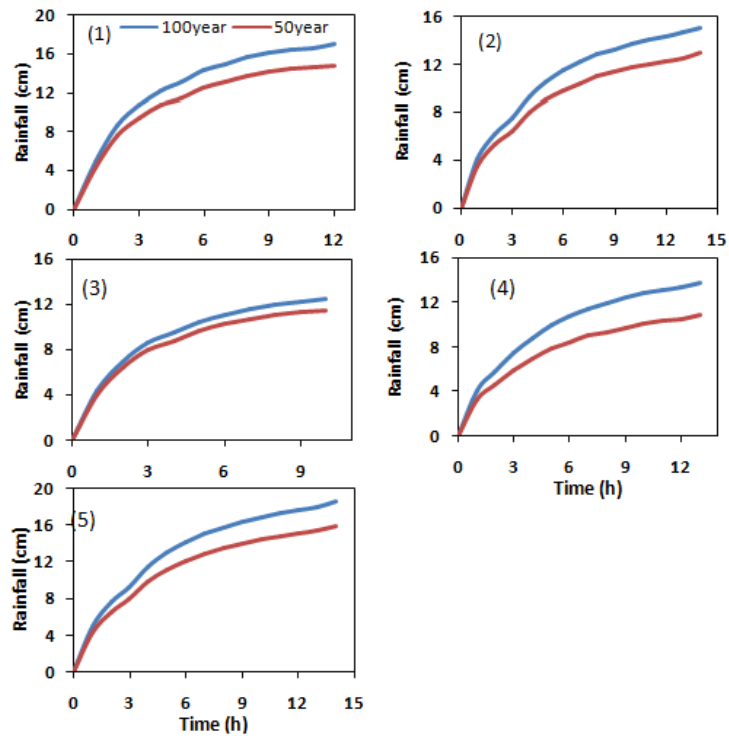 (1)
100year 50year
Rainfall (cm)
20
16
12
8
4
0
0 3 6 9 12
(2)
Rainfall (cm)
16
12
8
4
0
0 3 6 9 12 15
(3)
Rainfall (cm)
16
12
8
4
0
0 3 6 9
(4)
Rainfall (cm)
16
12
8
4
0
0 3 6 9 12
Time (h)
(5)
Rainfall (cm)
20
16
12
8
4
0
0 3 6 9 12 15
Time (h)